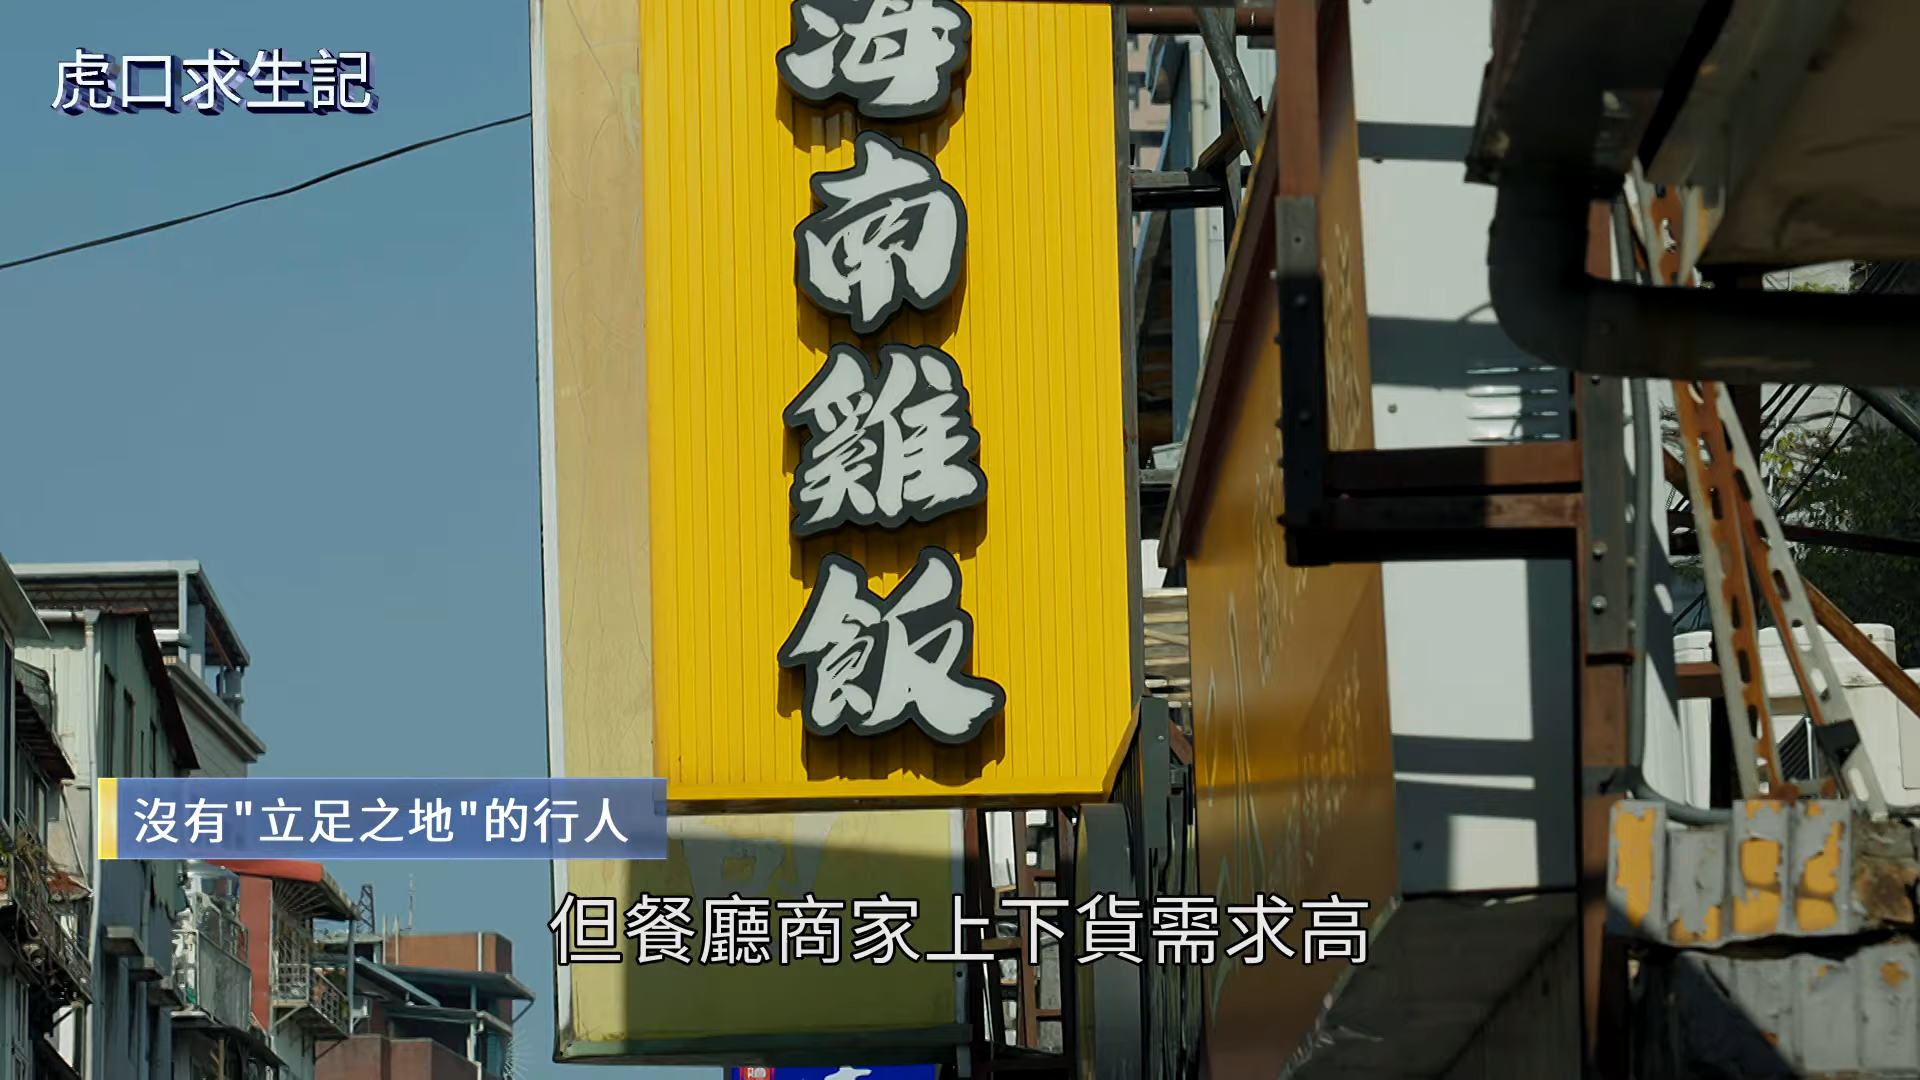 虎口求生記
海南雞飯
沒有"立足之地"的行人
但餐廳商家上下貨需求高